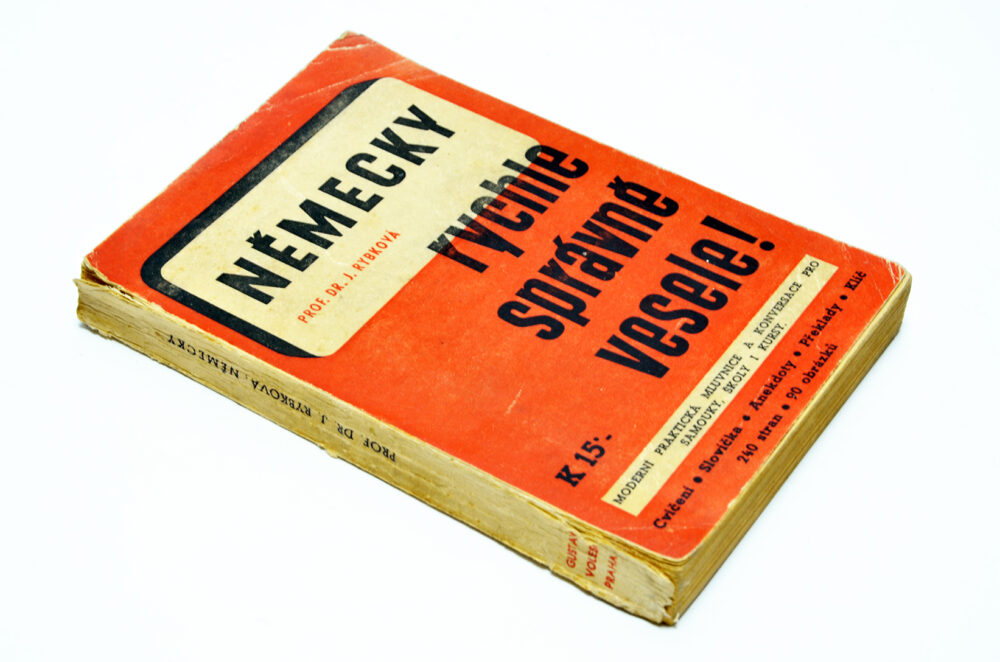 NĚMECKY
PROF. DR. J. RYBKOVÁ
rychle
správně
vesele!
K 15·-
MODERNÍ PRAKTICKÁ MLUVNICE A KONVERSACE PRO
SAMOUKY, ŠKOLY I KURSY.
Cvičení • Slovíčka • Anekdoty • Překlady • Klíč
240 stran • 90 obrázků
PROF. DR. J. RYBKOVÁ: NĚMECKY
GUSTAV
VOLESKÝ
PRAHA